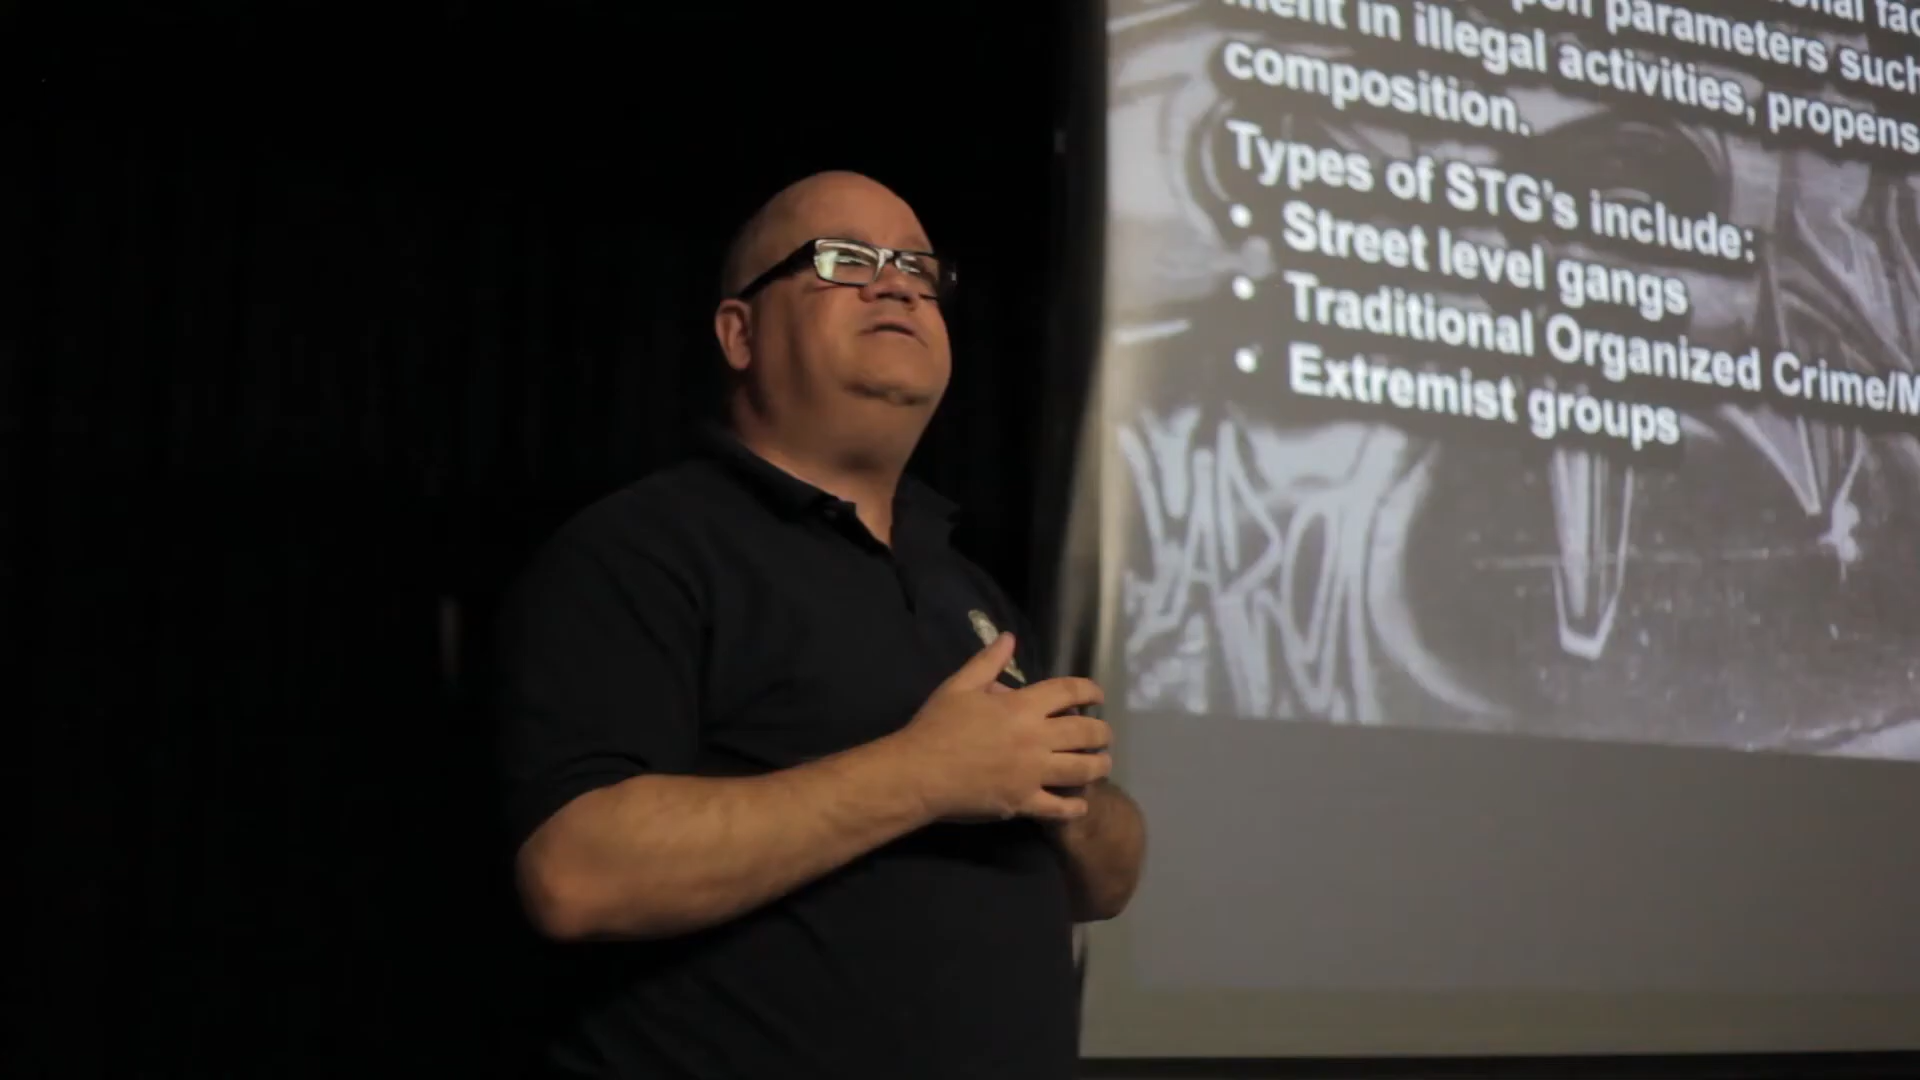 parameters such
ment in illegal activities, propens
composition.
Types of STG's include:
• Street level gangs
• Traditional Organized Crime/M
• Extremist groups